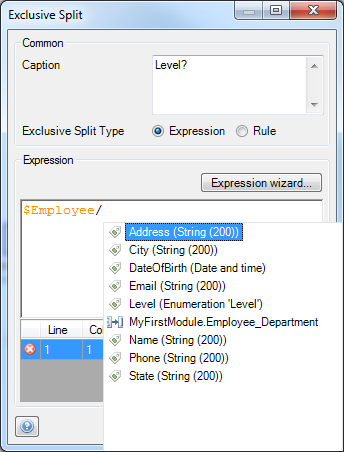 Exclusive Split
Common
Caption
Level?
Exclusive Split Type
Expression
Rule
Expression
Expression wizard...
$Employee/
Address (String (200))
City (String (200))
DateOfBirth (Date and time)
Email (String (200))
Level (Enumeration 'Level')
MyFirstModule.Employee_Department
Name (String (200))
Phone (String (200))
State (String (200))
Line
Co
1
1